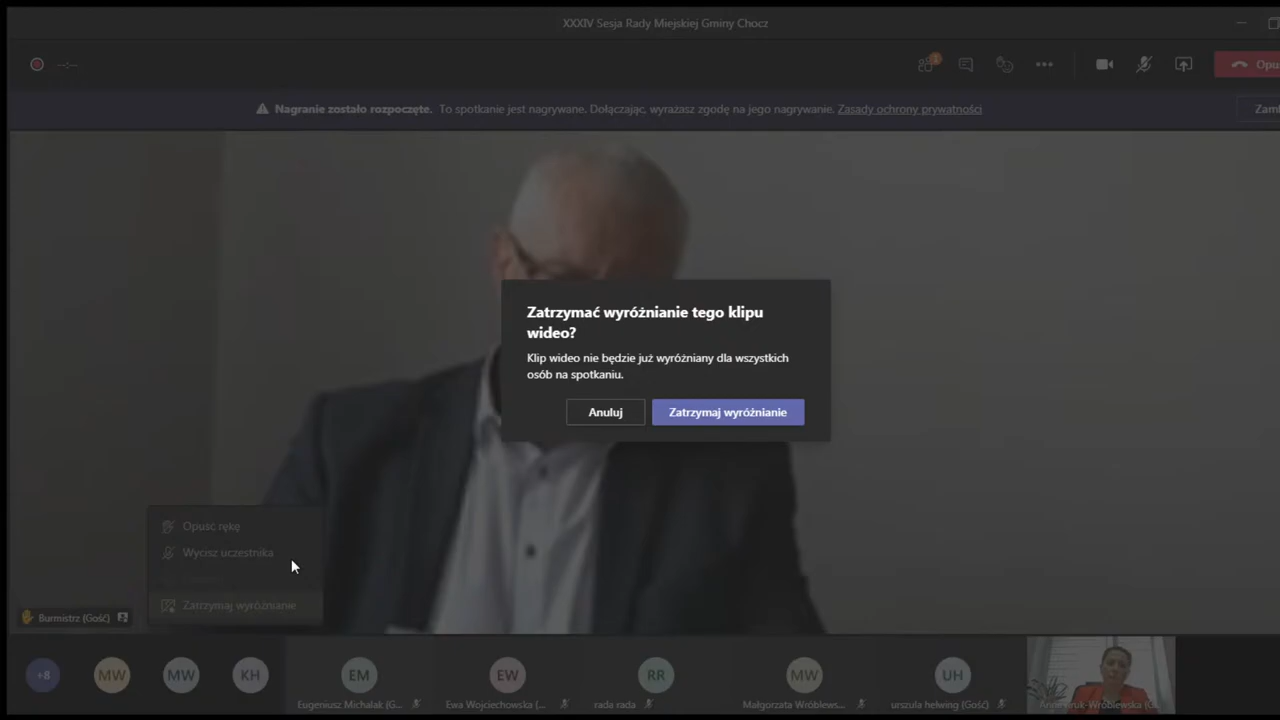 XXXIV Sesja Rady Miejskiej Gminy Chocz
--:--
1
Nagranie zostało rozpoczęte. To spotkanie jest nagrywane. Dołączając, wyrażasz zgodę na jego nagrywanie. Zasady ochrony prywatności
Zatrzymać wyróżnianie tego klipu
wideo?
Klip wideo nie będzie już wyróżniany dla wszystkich
osób na spotkaniu.
Anuluj
Zatrzymaj wyróżnianie
Opuść rękę
Wycisz uczestnika
Zatrzymaj wyróżnianie
Burmistrz (Gość)
+8
MW
MW
KH
EM
EW
RR
MW
UH
Eugeniusz Michalak (G...
Ewa Wojciechowska (...
rada rada
Małgorzata Wróblews...
urszula helwing (Gość)